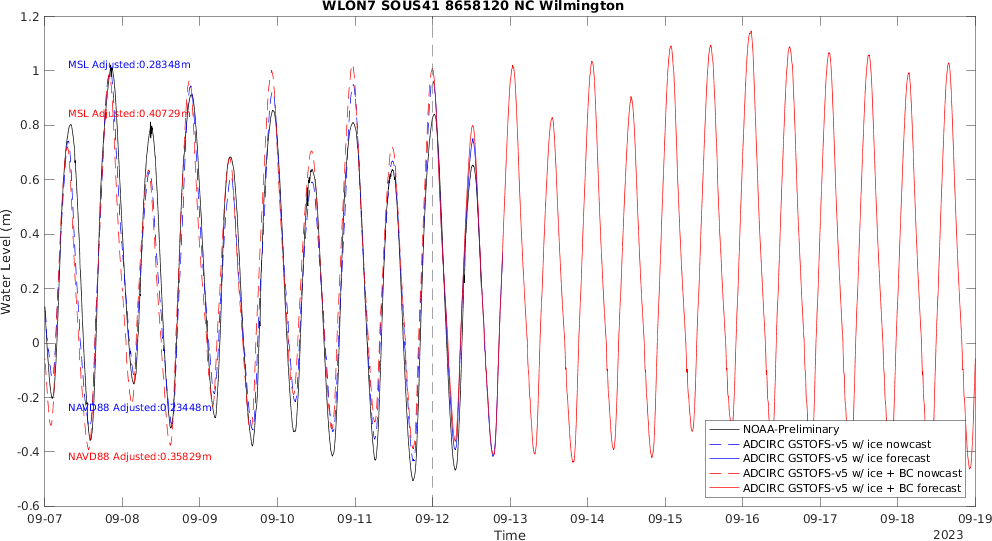 WLON7 SOUS41 8658120 NC Wilmington
Water Level (m)
1.2
1
0.8
0.6
0.4
0.2
0
-0.2
-0.4
-0.6
MSL Adjusted:0.28348m
MSL Adjusted:0.40729m
NAVD88 Adjusted:0.23448m
NAVD88 Adjusted:0.35829m
NOAA-Preliminary
ADCIRC GSTOFS-v5 w/ ice nowcast
ADCIRC GSTOFS-v5 w/ ice forecast
ADCIRC GSTOFS-v5 w/ ice + BC nowcast
ADCIRC GSTOFS-v5 w/ ice + BC forecast
09-07 09-08 09-09 09-10 09-11 09-12 09-13 09-14 09-15 09-16 09-17 09-18 09-19
Time
2023